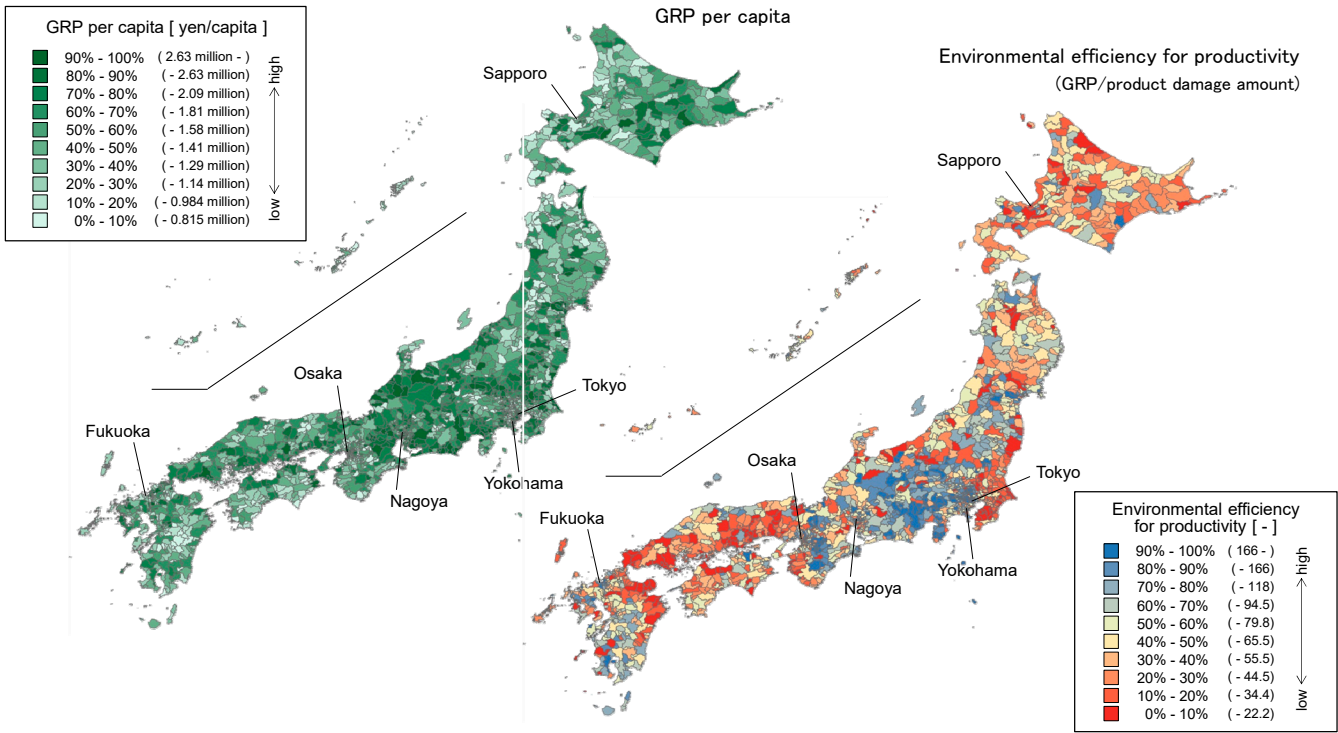 GRP per capita [ yen/capita ]
90% - 100% ( 2.63 million - )
80% - 90% ( - 2.63 million)
70% - 80% ( - 2.09 million)
60% - 70% ( - 1.81 million)
50% - 60% ( - 1.58 million)
40% - 50% ( - 1.41 million)
30% - 40% ( - 1.29 million)
20% - 30% ( - 1.14 million)
10% - 20% ( - 0.984 million)
0% - 10% ( - 0.815 million)
high
low
GRP per capita
Sapporo
Osaka
Tokyo
Fukuoka
Nagoya
Yokohama
Environmental efficiency for productivity
(GRP/product damage amount)
Sapporo
Osaka
Tokyo
Fukuoka
Nagoya
Yokohama
Environmental efficiency
for productivity [ - ]
90% - 100% ( 166 - )
80% - 90% ( - 166)
70% - 80% ( - 118)
60% - 70% ( - 94.5)
50% - 60% ( - 79.8)
40% - 50% ( - 65.5)
30% - 40% ( - 55.5)
20% - 30% ( - 44.5)
10% - 20% ( - 34.4)
0% - 10% ( - 22.2)
high
low